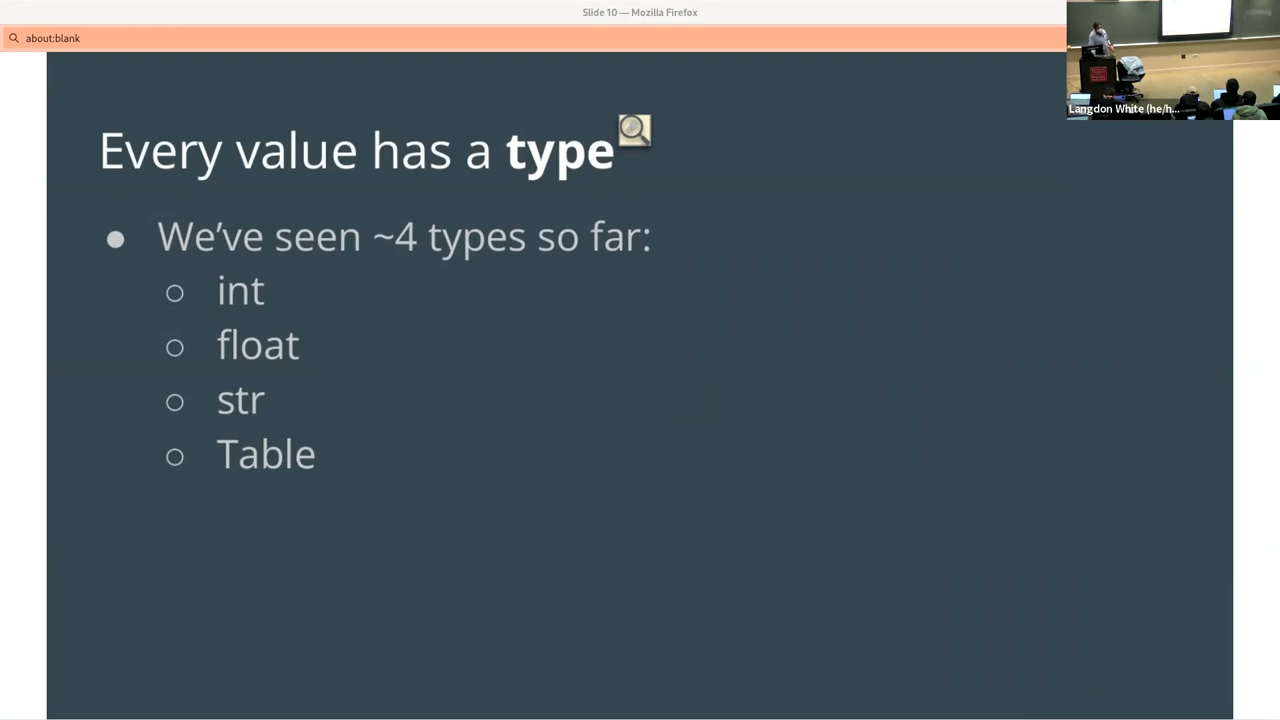 Slide 10 — Mozilla Firefox
about:blank
Langdon White (he/h...
Every value has a type
● We’ve seen ~4 types so far:
○ int
○ float
○ str
○ Table